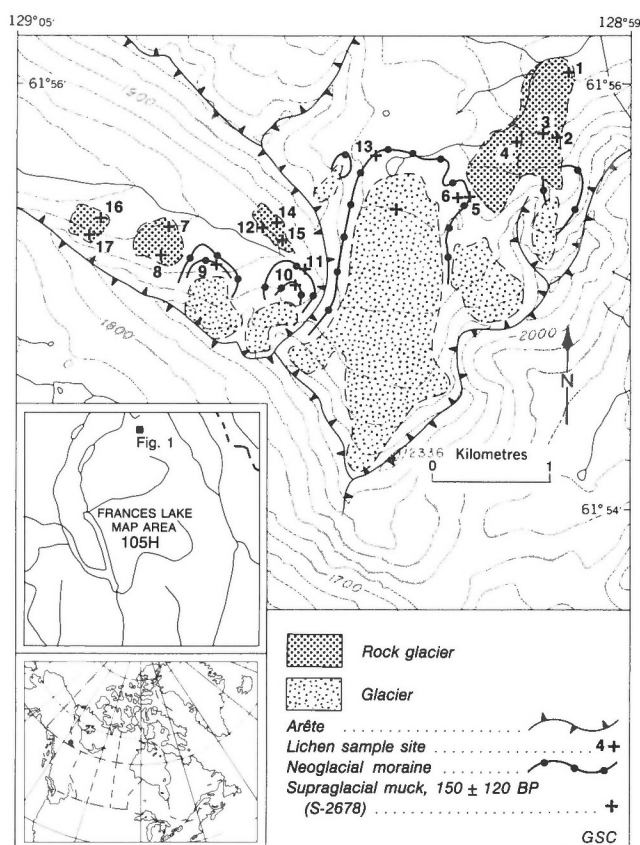 129° 05'
128° 59'
61° 56'
61° 56'
1900
1
3
2
4
13
6
5
16
7
14
12
15
17
8
9
11
10
1800
2000
N
2336
0 Kilometres 1
61° 54'
1700
Fig. 1
FRANCES LAKE
MAP AREA
105H
Rock glacier
Glacier
Arête
Lichen sample site 4
Neoglacial moraine
Supraglacial muck, 150 ± 120 BP
(S-2678)
GSC